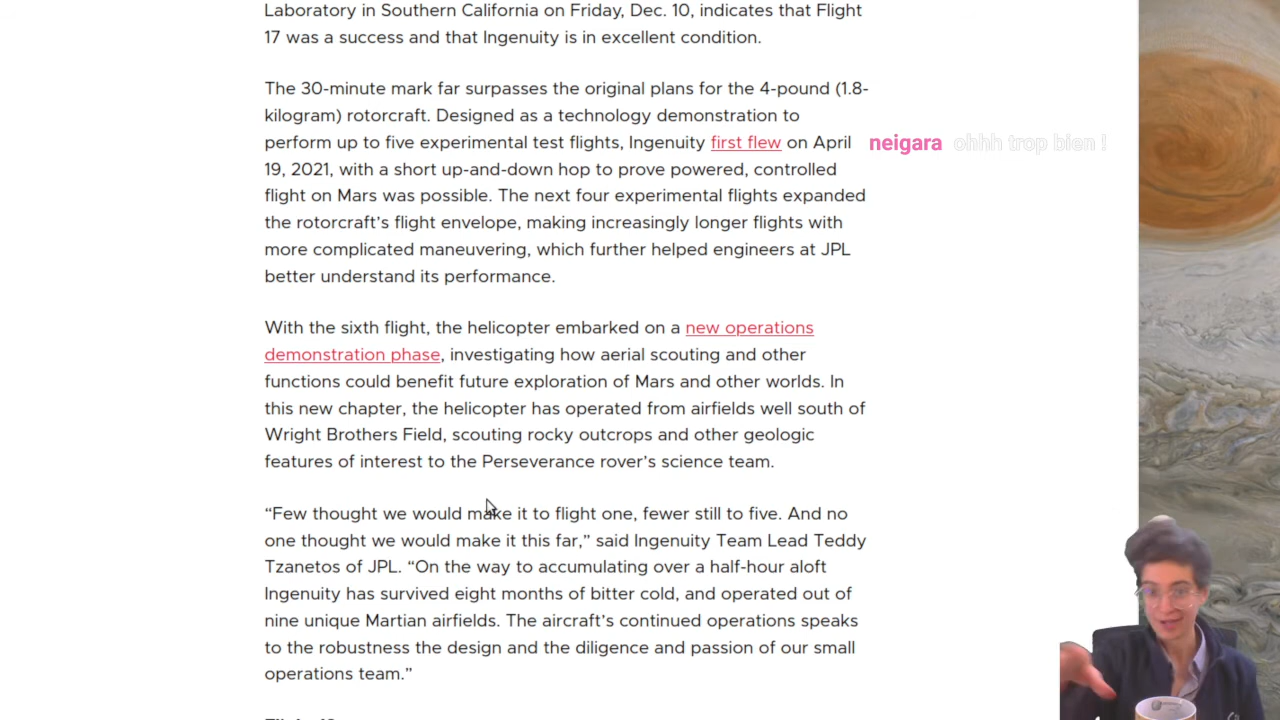 Laboratory in Southern California on Friday, Dec. 10, indicates that Flight
17 was a success and that Ingenuity is in excellent condition.
The 30-minute mark far surpasses the original plans for the 4-pound (1.8-
kilogram) rotorcraft. Designed as a technology demonstration to
perform up to five experimental test flights, Ingenuity first flew on April
19, 2021, with a short up-and-down hop to prove powered, controlled
flight on Mars was possible. The next four experimental flights expanded
the rotorcraft’s flight envelope, making increasingly longer flights with
more complicated maneuvering, which further helped engineers at JPL
better understand its performance.
With the sixth flight, the helicopter embarked on a new operations
demonstration phase, investigating how aerial scouting and other
functions could benefit future exploration of Mars and other worlds. In
this new chapter, the helicopter has operated from airfields well south of
Wright Brothers Field, scouting rocky outcrops and other geologic
features of interest to the Perseverance rover’s science team.
“Few thought we would make it to flight one, fewer still to five. And no
one thought we would make it this far,” said Ingenuity Team Lead Teddy
Tzanetos of JPL. “On the way to accumulating over a half-hour aloft
Ingenuity has survived eight months of bitter cold, and operated out of
nine unique Martian airfields. The aircraft’s continued operations speaks
to the robustness the design and the diligence and passion of our small
operations team.”
neigara ohhh trop bien !